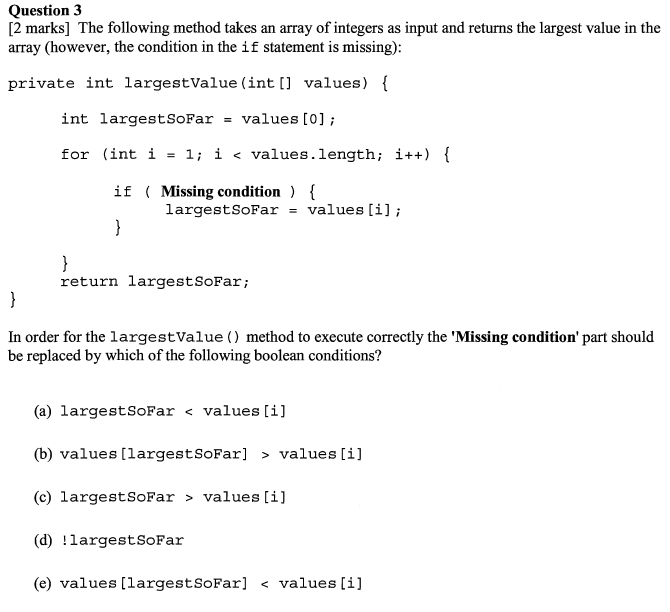 Question 3
[2 marks] The following method takes an array of integers as input and returns the largest value in the
array (however, the condition in the if statement is missing):
private int largestValue(int[] values) {
int largestSoFar = values[0];
for (int i = 1; i < values.length; i++) {
if ( Missing condition ) {
largestSoFar = values[i];
}
}
return largestSoFar;
}
In order for the largestValue() method to execute correctly the 'Missing condition' part should
be replaced by which of the following boolean conditions?
(a) largestSoFar < values[i]
(b) values[largestSoFar] > values[i]
(c) largestSoFar > values[i]
(d) !largestSoFar
(e) values[largestSoFar] < values[i]